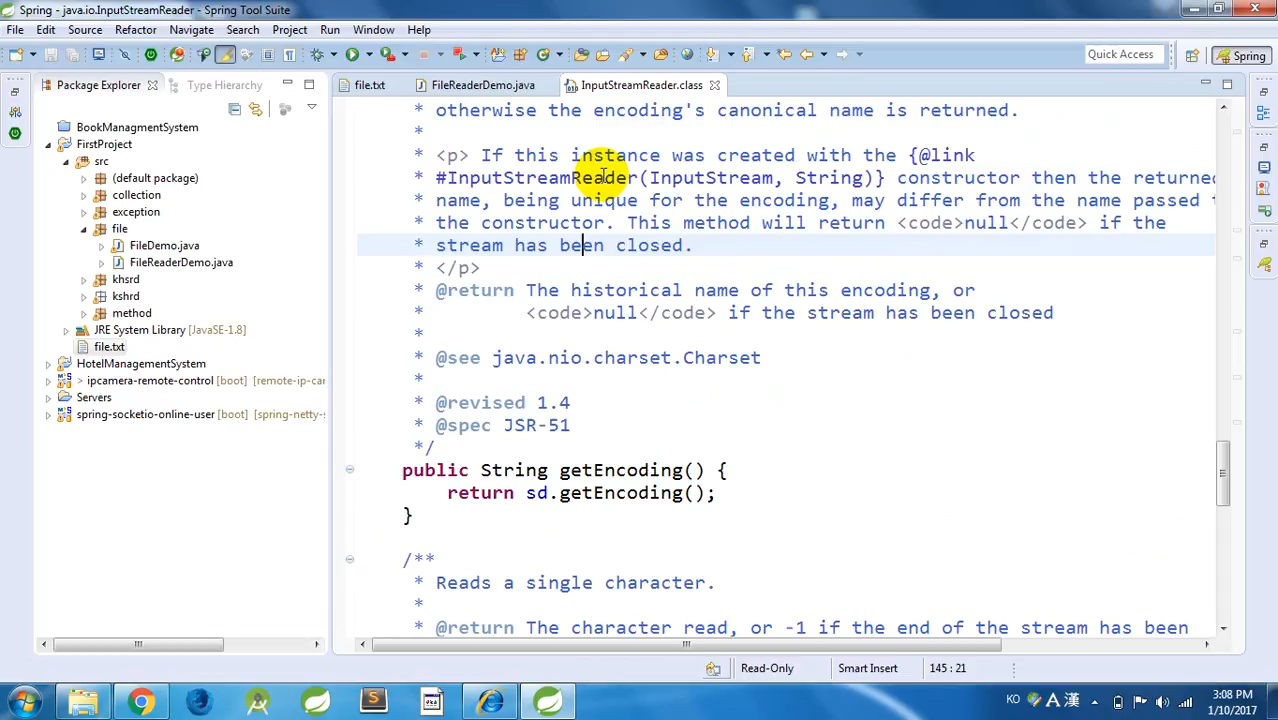 Spring - java.io.InputStreamReader - Spring Tool Suite
File Edit Source Refactor Navigate Search Project Run Window Help
Quick Access
Spring
Package Explorer
Type Hierarchy
file.txt
FileReaderDemo.java
InputStreamReader.class
BookManagmentSystem
FirstProject
src
(default package)
collection
exception
file
FileDemo.java
FileReaderDemo.java
khsrd
kshrd
method
JRE System Library [JavaSE-1.8]
file.txt
HotelManagementSystem
> ipcamera-remote-control [boot] [remote-ip-ca
Servers
spring-socketio-online-user [boot] [spring-netty-s
* otherwise the encoding's canonical name is returned.
*
* <p> If this instance was created with the {@link
* #InputStreamReader(InputStream, String)} constructor then the returned
* name, being unique for the encoding, may differ from the name passed t
* the constructor. This method will return <code>null</code> if the
* stream has been closed.
* </p>
* @return The historical name of this encoding, or
* <code>null</code> if the stream has been closed
*
* @see java.nio.charset.Charset
*
* @revised 1.4
* @spec JSR-51
*/
public String getEncoding() {
return sd.getEncoding();
}
/**
* Reads a single character.
*
* @return The character read, or -1 if the end of the stream has been
Read-Only
Smart Insert
145 : 21
KO
A 漢
3:08 PM
1/10/2017